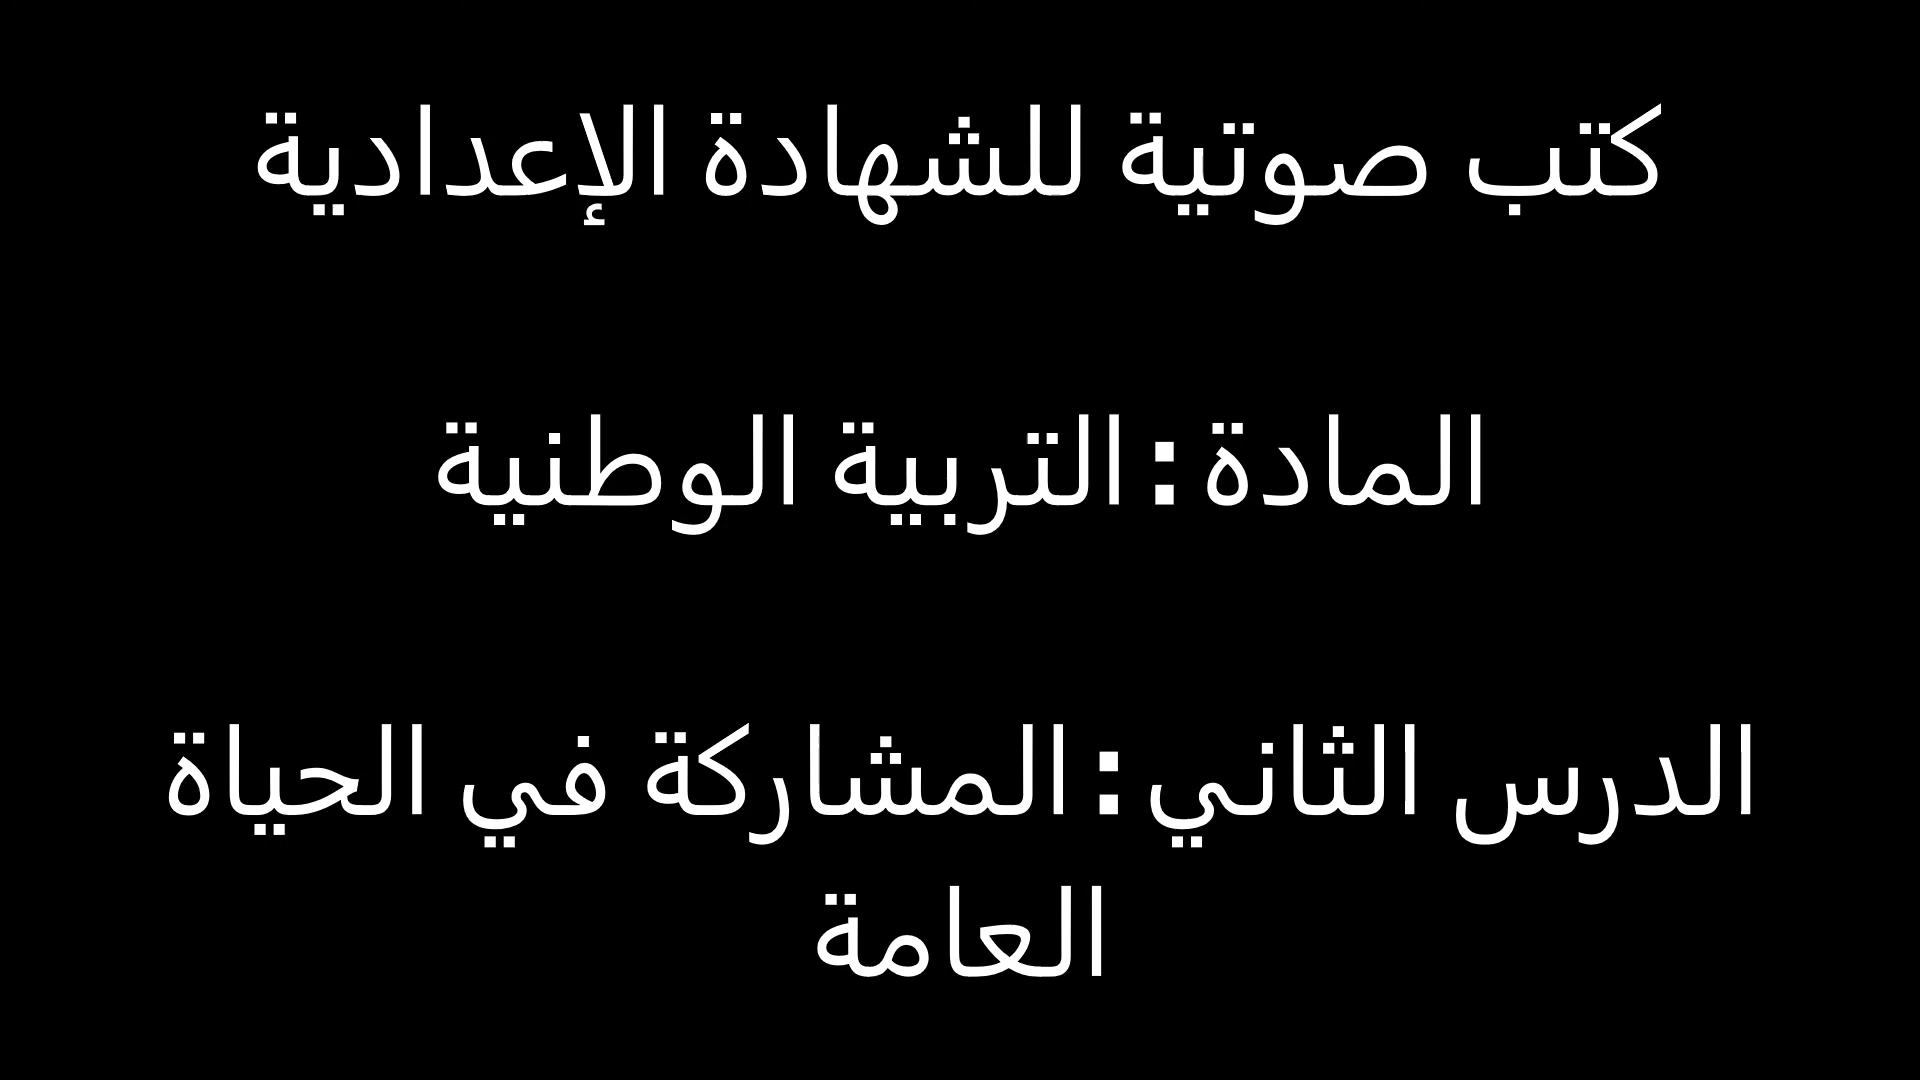 كتب صوتية للشهادة الإعدادية
المادة : التربية الوطنية
الدرس الثاني : المشاركة في الحياة
العامة